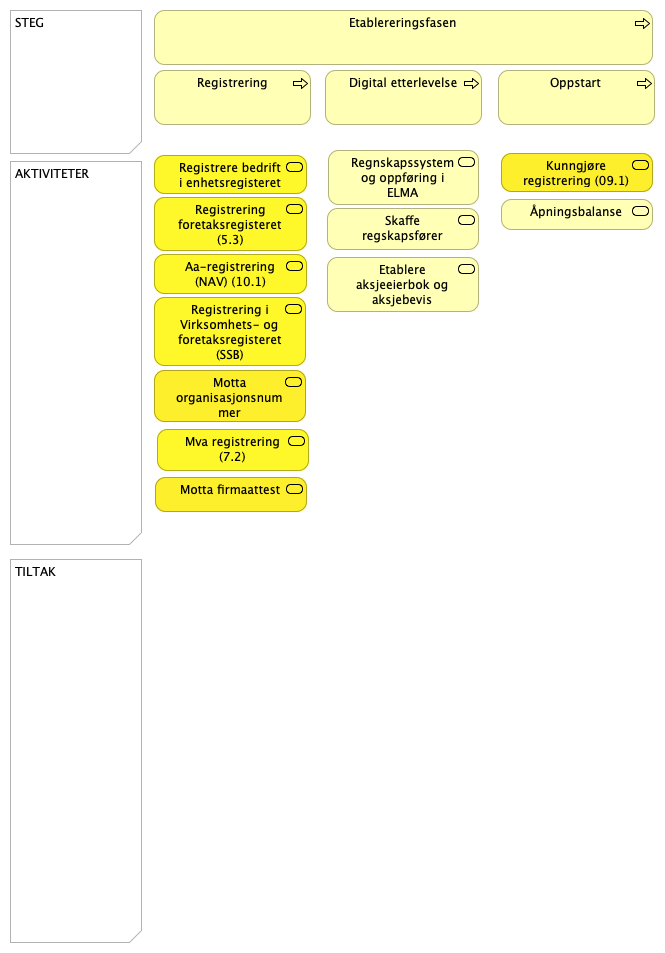 STEG
Etablereringsfasen
Registrering
Digital etterlevelse
Oppstart
AKTIVITETER
Registrere bedrift
i enhetsregisteret
Registrering
foretaksregisteret
(5.3)
Aa-registrering
(NAV) (10.1)
Registrering i
Virksomhets- og
foretaksregisteret
(SSB)
Motta
organisasjonsnum
mer
Mva registrering
(7.2)
Motta firmaattest
Regnskapssystem
og oppføring i
ELMA
Skaffe
regskapsfører
Etablere
aksjeeierbok og
aksjebevis
Kunngjøre
registrering (09.1)
Åpningsbalanse
TILTAK